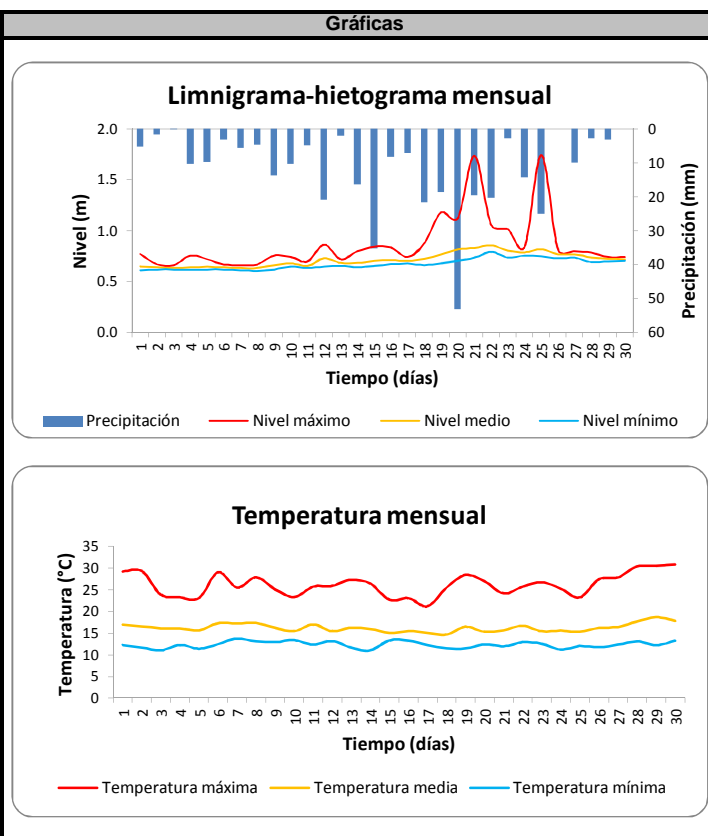 Gráficas
Limnigrama-hietograma mensual
Nivel (m)
2.0
1.5
1.0
0.5
0.0
0
10
20
30
40
50
60
Precipitación (mm)
1 2 3 4 5 6 7 8 9 10 11 12 13 14 15 16 17 18 19 20 21 22 23 24 25 26 27 28 29 30
Tiempo (días)
Precipitación Nivel máximo Nivel medio Nivel mínimo
Temperatura mensual
Temperatura (°C)
35
30
25
20
15
10
5
0
1 2 3 4 5 6 7 8 9 10 11 12 13 14 15 16 17 18 19 20 21 22 23 24 25 26 27 28 29 30
Tiempo (días)
Temperatura máxima Temperatura media Temperatura mínima